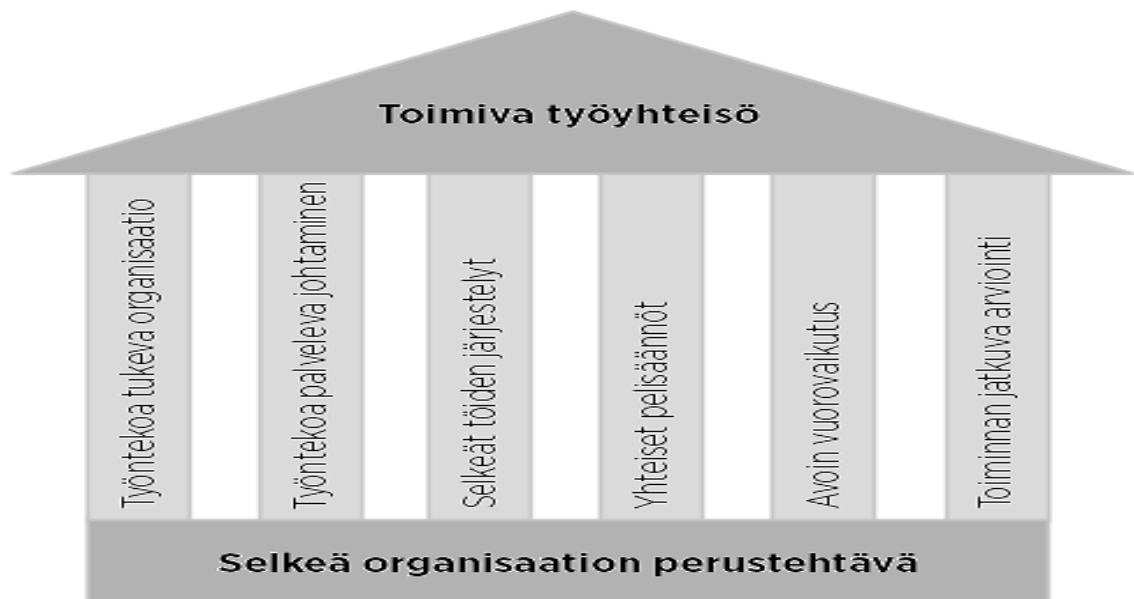 Toimiva työyhteisö
Työntekoa tukeva organisaatio
Työntekoa palveleva johtaminen
Selkeät töiden järjestelyt
Yhteiset pelisäännöt
Avoin vuorovaikutus
Toiminnan jatkuva arviointi
Selkeä organisaation perustehtävä